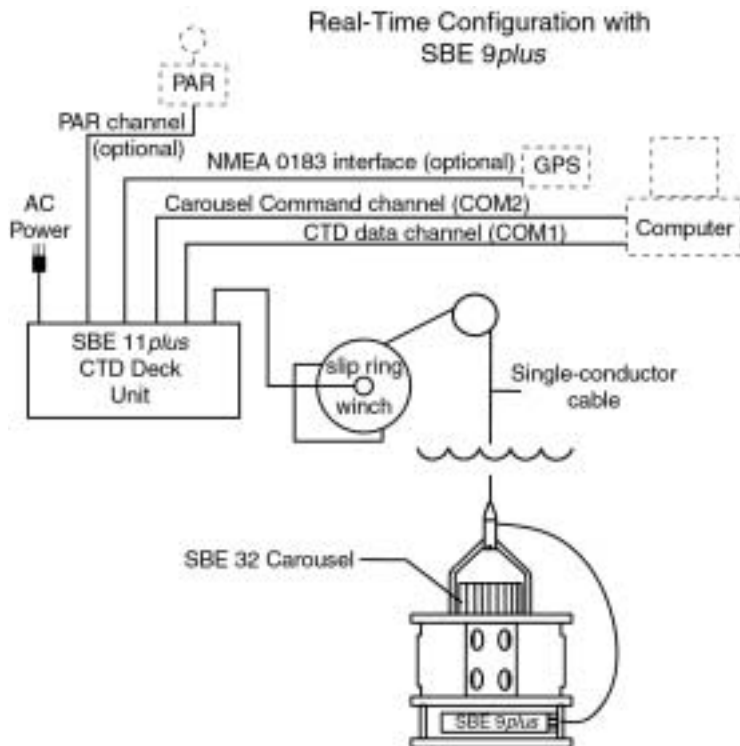 Real-Time Configuration with
SBE 9plus
PAR
PAR channel
(optional)
NMEA 0183 interface (optional)
GPS
AC
Power
Carousel Command channel (COM2)
CTD data channel (COM1)
Computer
SBE 11plus
CTD Deck
Unit
slip ring
winch
Single-conductor
cable
SBE 32 Carousel
SBE 9plus